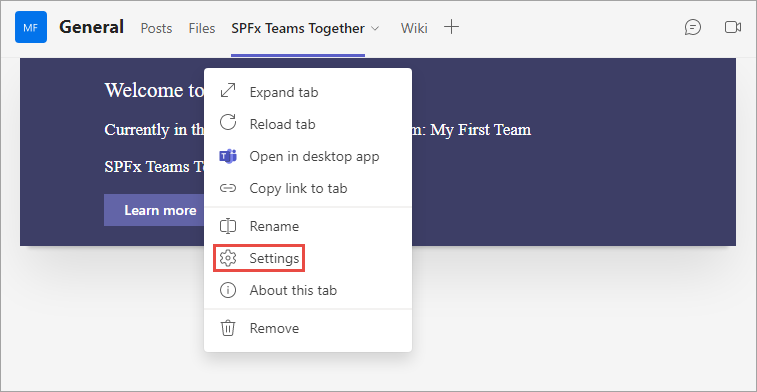 MF General Posts Files SPFx Teams Together Wiki
Welcome to
Expand tab
Reload tab
Currently in th m: My First Team
Open in desktop app
SPFx Teams To
Copy link to tab
Learn more
Rename
Settings
About this tab
Remove